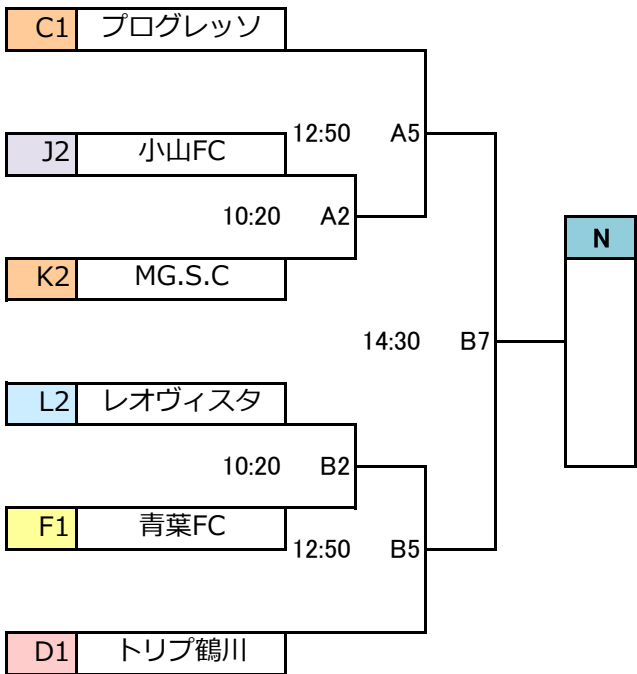 C1 プログレッソ
12:50 A5
J2 小山FC
10:20 A2
N
K2 MG.S.C
14:30 B7
L2 レオヴィスタ
10:20 B2
F1 青葉FC
12:50 B5
D1 トリプ鶴川